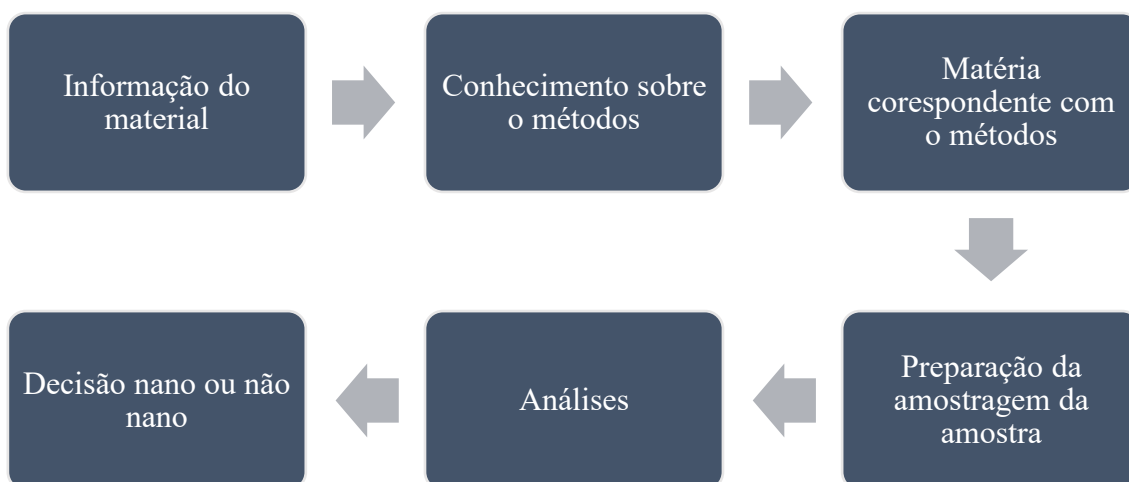 Informação do
material
Conhecimento sobre
o métodos
Matéria
corespondente com
o métodos
Preparação da
amostragem da
amostra
Análises
Decisão nano ou não
nano